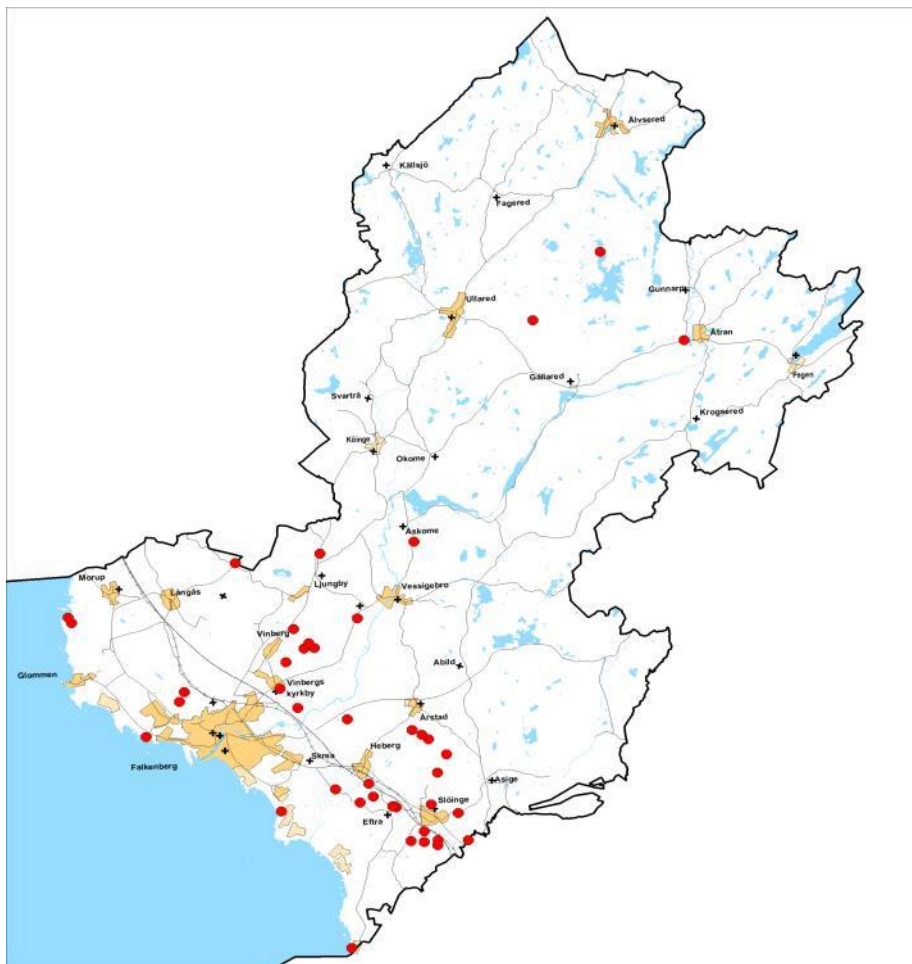 Älvsered
Källsjö
Fagered
Gunnarp
Ullared
Ätran
Fegen
Gällared
Svartrå
Krogsered
Köinge
Okome
Askome
Morup
Långås
Ljungby
Vessigebro
Vinberg
Abild
Glommen
Vinbergs
kyrkby
Årstad
Skrea
Heberg
Falkenberg
Asige
Slöinge
Eftra